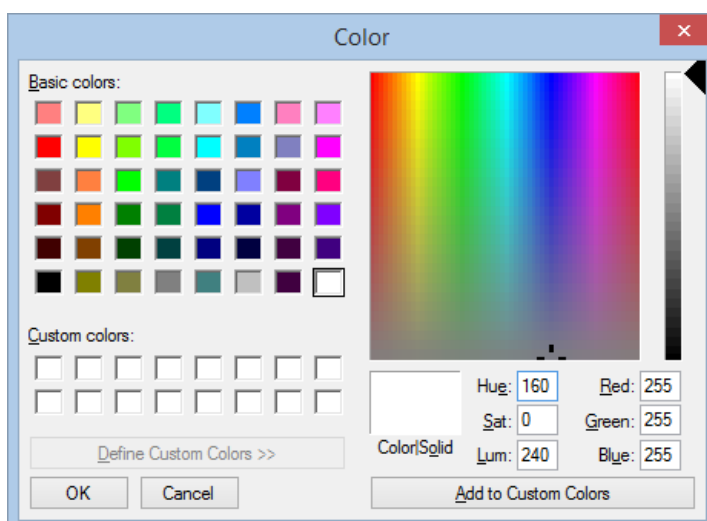 Color
Basic colors:
Custom colors:
Define Custom Colors >>
OK
Cancel
Color|Solid
Hue: 160
Sat: 0
Lum: 240
Red: 255
Green: 255
Blue: 255
Add to Custom Colors